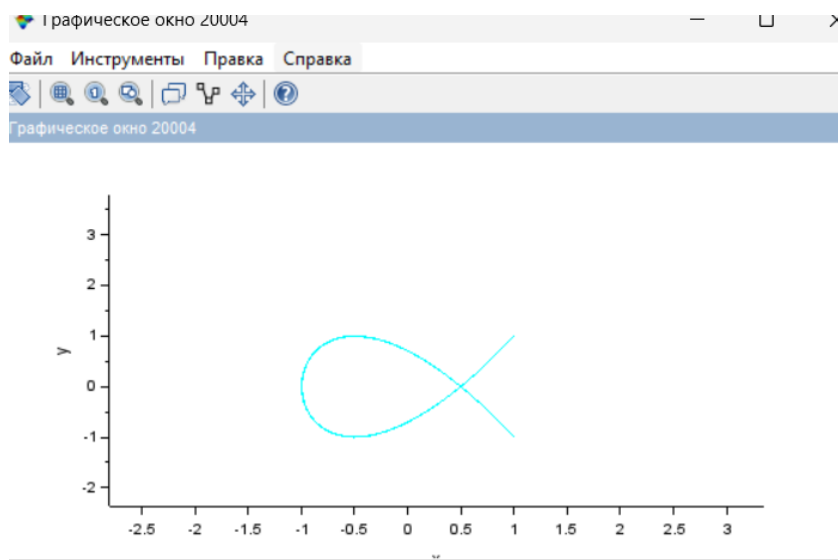 Графическое окно 20004
Файл Инструменты Правка Справка
Графическое окно 20004
3
2
1
y
0
-1
-2
-2.5 -2 -1.5 -1 -0.5 0 0.5 1 1.5 2 2.5 3